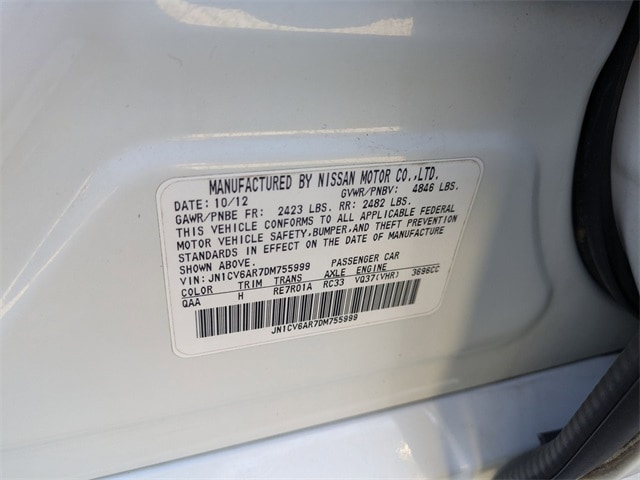 MANUFACTURED BY NISSAN MOTOR CO.,LTD.
DATE: 10/12 GVWR/PNBV: 4846 LBS.
GAWR/PNBE FR: 2423 LBS. RR: 2482 LBS.
THIS VEHICLE CONFORMS TO ALL APPLICABLE FEDERAL
MOTOR VEHICLE SAFETY,BUMPER,AND THEFT PREVENTION
STANDARDS IN EFFECT ON THE DATE OF MANUFACTURE
SHOWN ABOVE.
VIN:JN1CV6AR7DM755999 PASSENGER CAR
COLOR TRIM TRANS AXLE ENGINE
QAA H RE7R01A RC33 VQ37(VHR) 3696CC
JN1CV6AR7DM755999